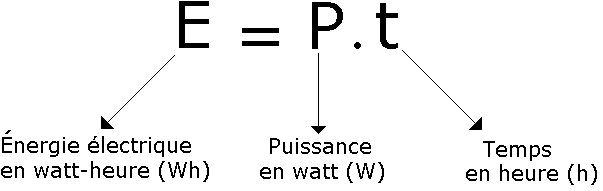 E = P . t
Énergie électrique
en watt-heure (Wh)
Puissance
en watt (W)
Temps
en heure (h)